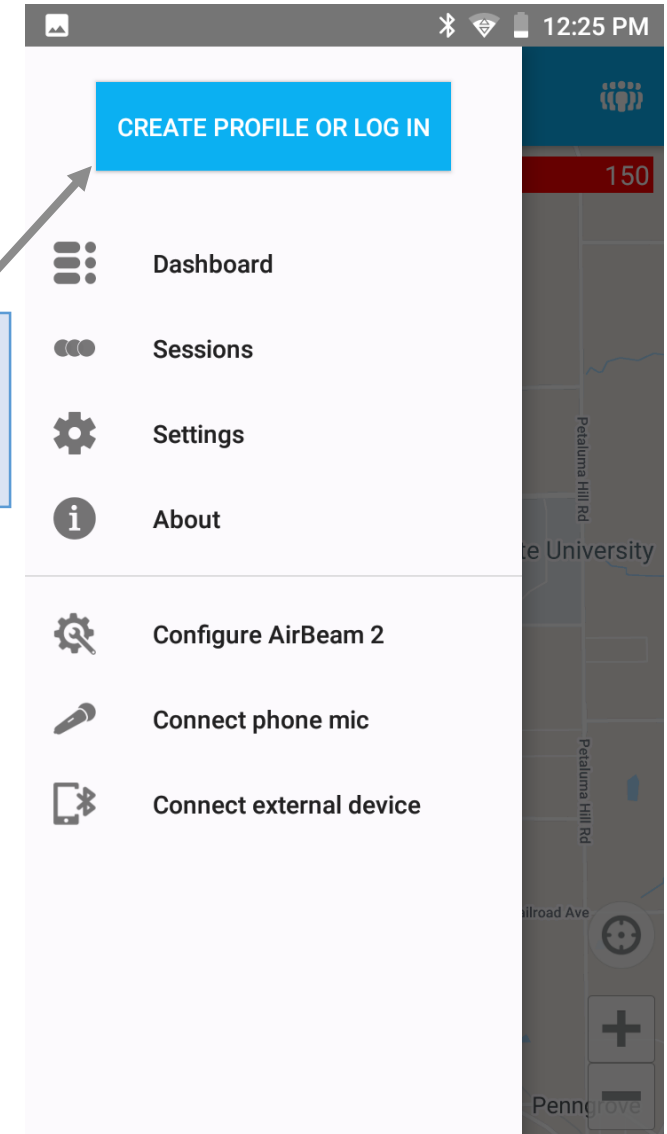 12:25 PM
CREATE PROFILE OR LOG IN
150
Dashboard
Sessions
Settings
About
Petaluma Hill Rd
te University
Configure AirBeam 2
Connect phone mic
Connect external device
Petaluma Hill Rd
ilroad Ave
Penngrove